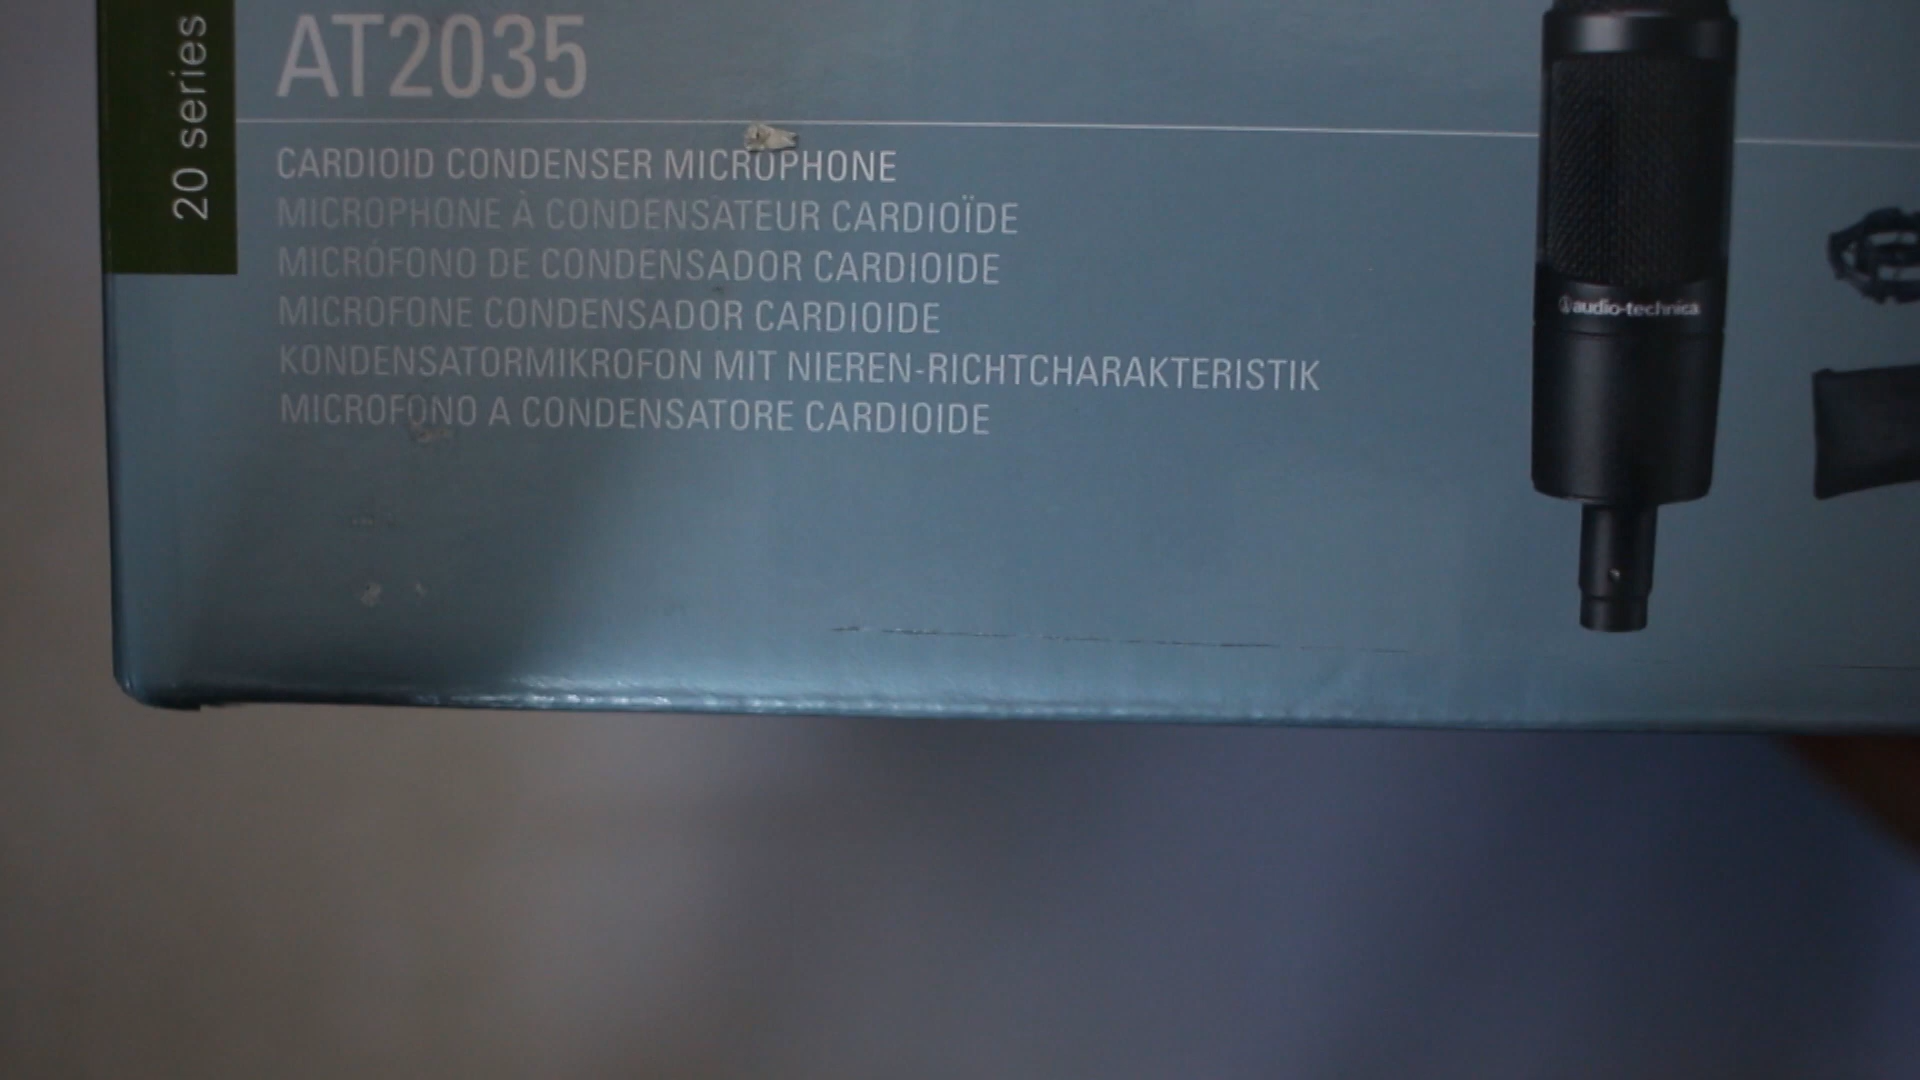 20 series
AT2035
CARDIOID CONDENSER MICROPHONE
MICROPHONE À CONDENSATEUR CARDIOÏDE
MICRÓFONO DE CONDENSADOR CARDIOIDE
MICROFONE CONDENSADOR CARDIOIDE
KONDENSATORMIKROFON MIT NIEREN-RICHTCHARAKTERISTIK
MICROFONO A CONDENSATORE CARDIOIDE
audio-technica